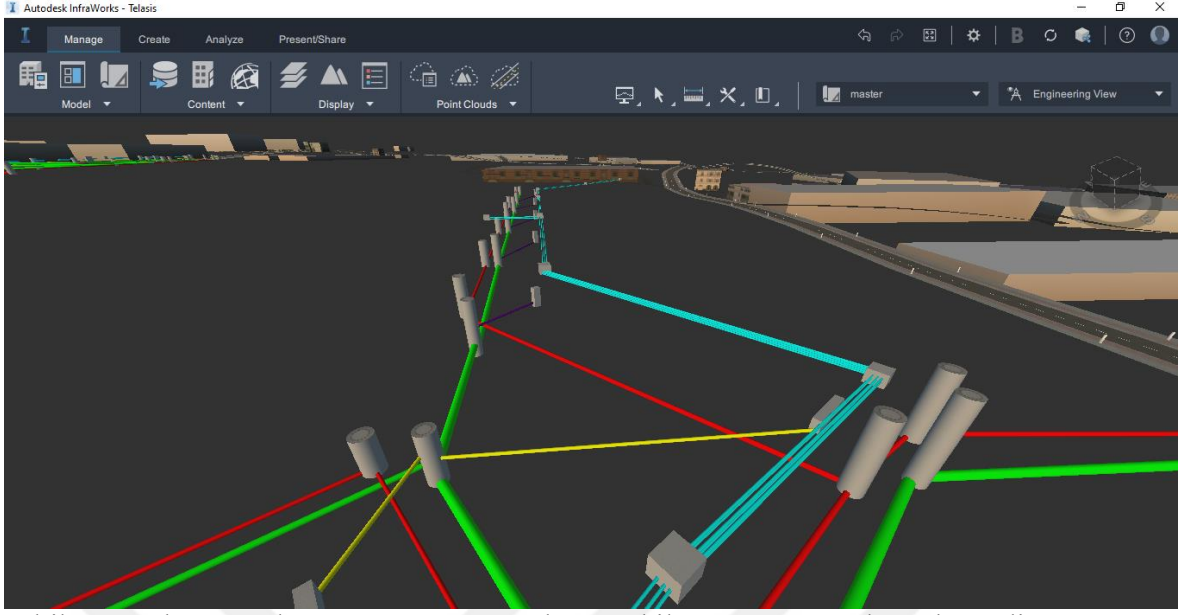 Autodesk InfraWorks - Telasis
Manage
Create
Analyze
Present/Share
Model
Content
Display
Point Clouds
master
Engineering View